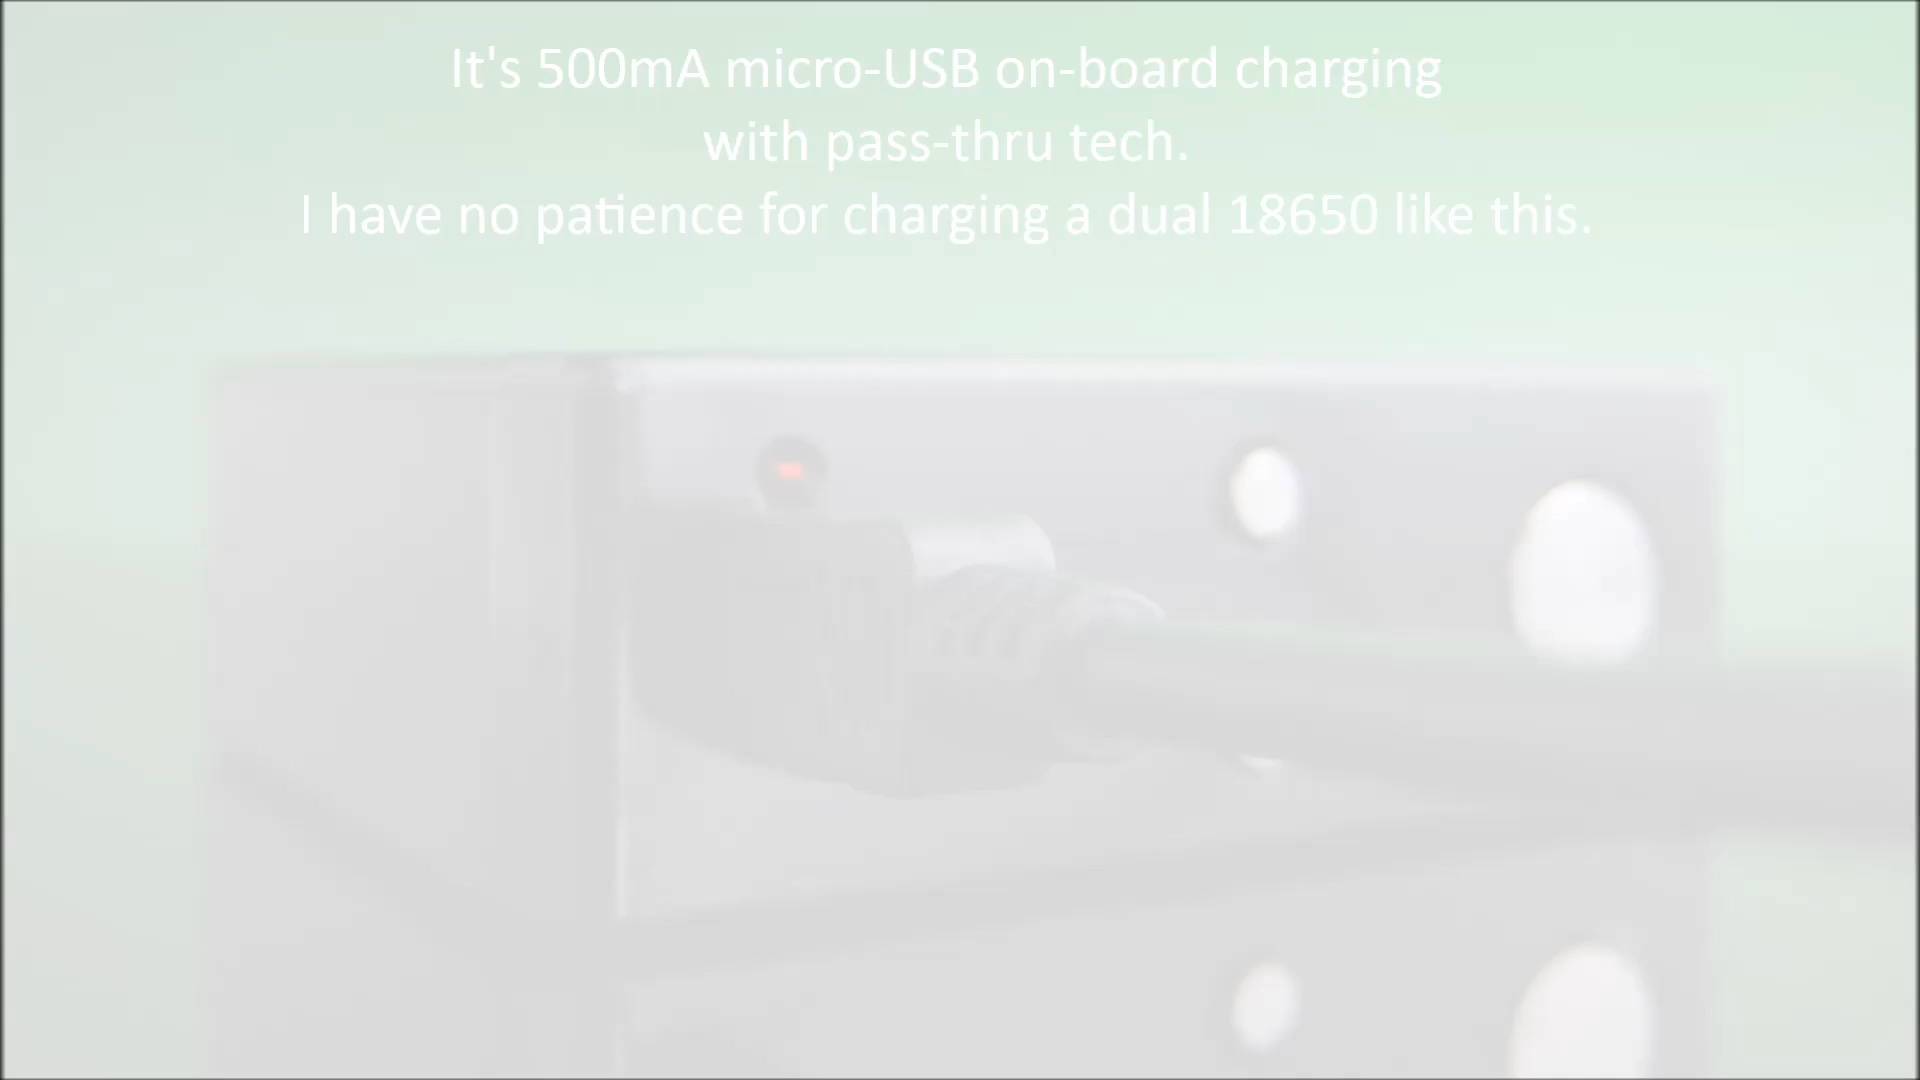 It's 500mA micro-USB on-board charging
with pass-thru tech.
I have no patience for charging a dual 18650 like this.